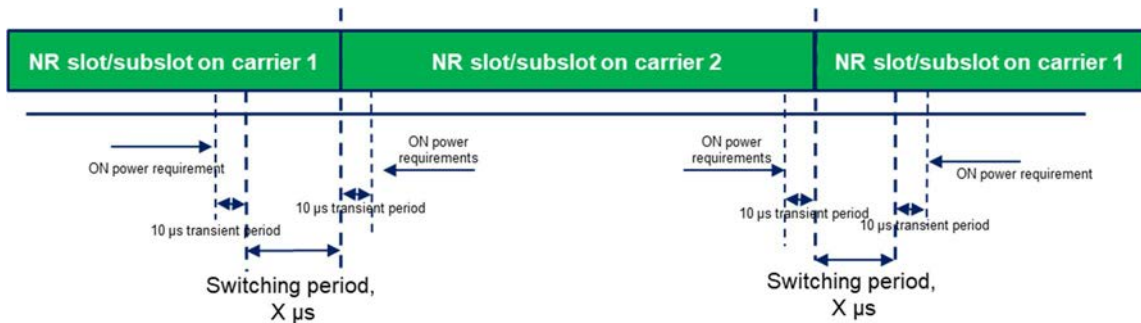 NR slot/subslot on carrier 1
NR slot/subslot on carrier 2
NR slot/subslot on carrier 1
ON power requirement
ON power
requirements
ON power
requirements
ON power requirement
10 µs transient period
10 µs transient period
10 µs transient period
10 µs transient period
Switching period,
X µs
Switching period,
X µs